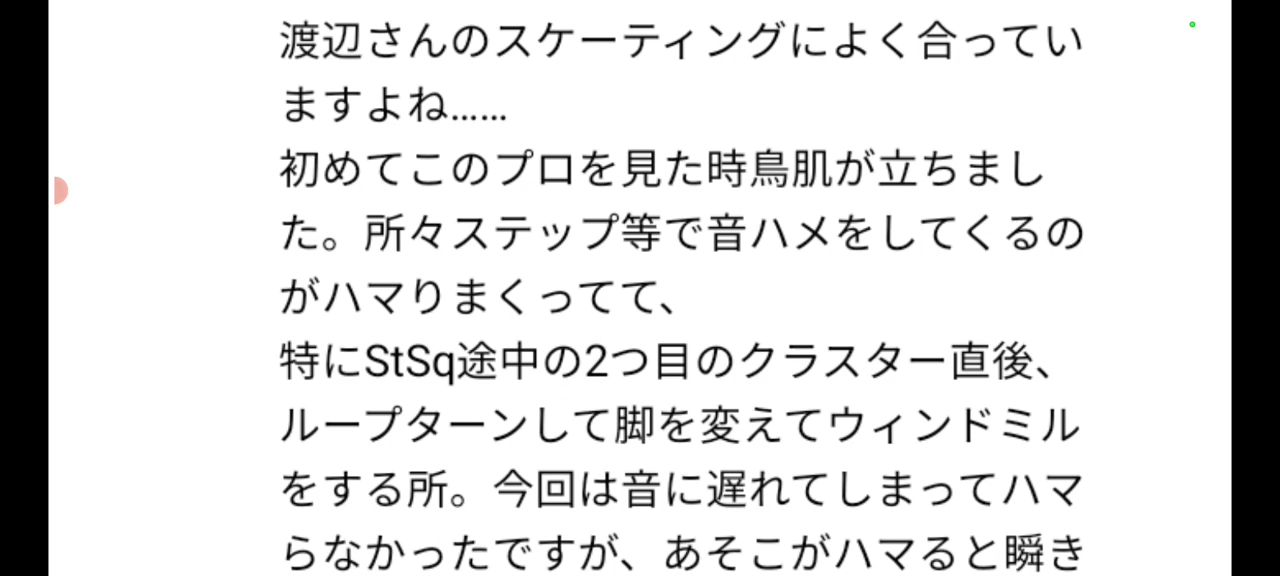 渡辺さんのスケーティングによく合ってい
ますよね……
初めてこのプロを見た時鳥肌が立ちまし
た。所々ステップ等で音ハメをしてくるの
がハマりまくってて、
特にStSq途中の2つ目のクラスター直後、
ループターンして脚を変えてウィンドミル
をする所。今回は音に遅れてしまってハマ
らなかったですが、あそこがハマると瞬き